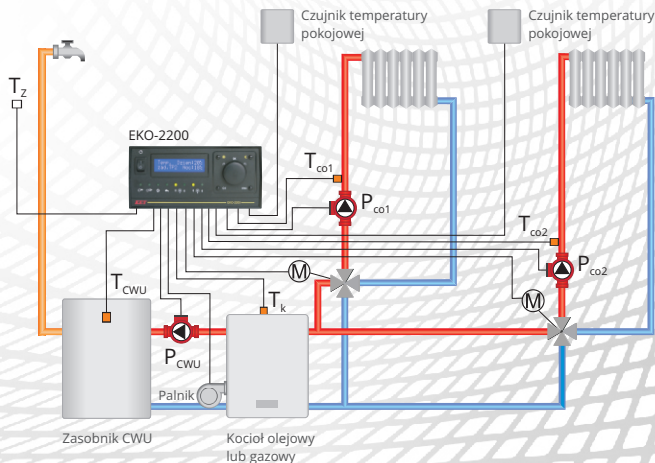 Czujnik temperatury
pokojowej
Czujnik temperatury
pokojowej
Tz
EKO-2200
Tco1
Pco1
Tco2
Pco2
M
TCWU
Tk
M
PCWU
Palnik
Zasobnik CWU
Kocioł olejowy
lub gazowy